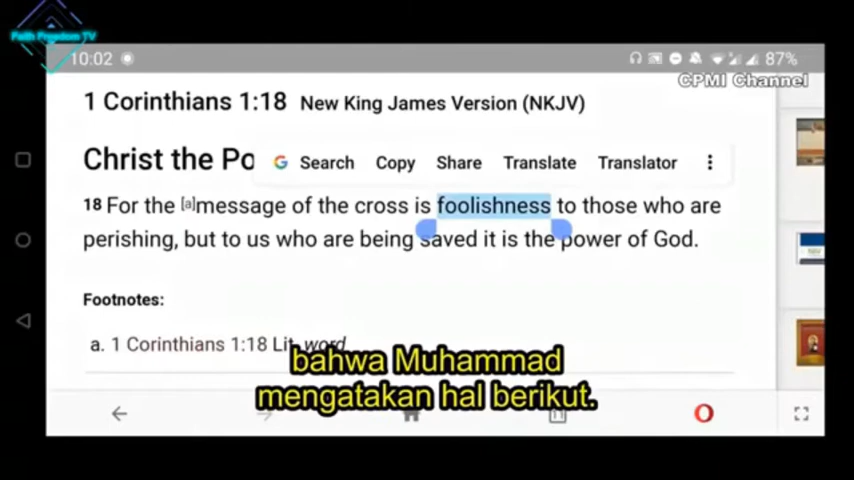 Faith Freedom TV
10:02
87%
CPMI Channel
1 Corinthians 1:18 New King James Version (NKJV)
Christ the Po
Search Copy Share Translate Translator
18 For the [a]message of the cross is foolishness to those who are
perishing, but to us who are being saved it is the power of God.
Footnotes:
a. 1 Corinthians 1:18 Lit. word
bahwa Muhammad
mengatakan hal berikut.